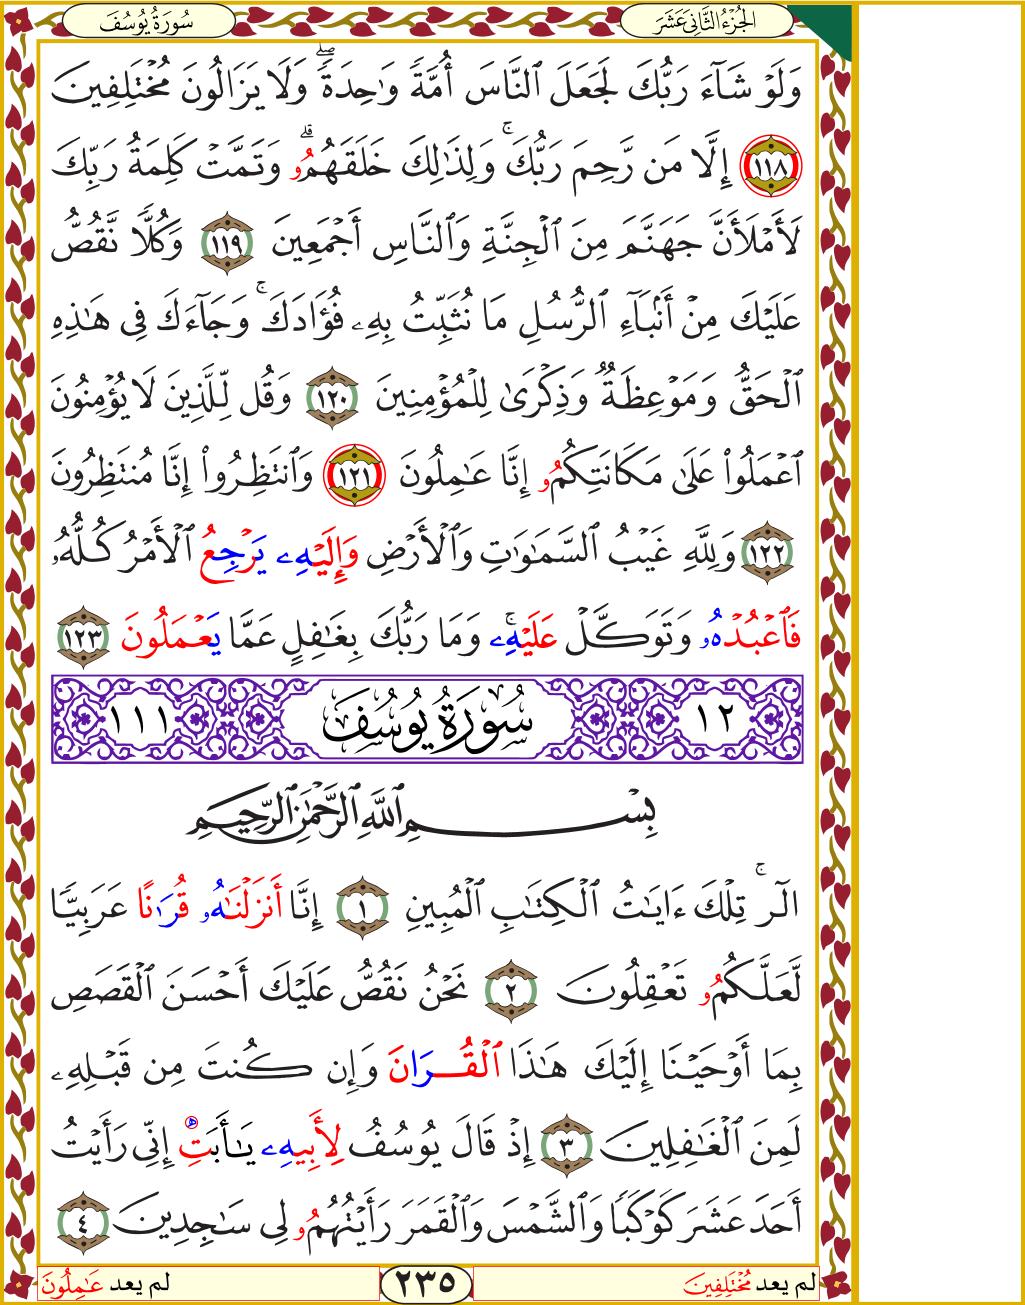 الجُزْءُ الثَّانِى عَشَرَ
سُورَةُ يُوسُفَ
وَلَوْ شَآءَ رَبُّكَ لَجَعَلَ ٱلنَّاسَ أُمَّةً وَٰحِدَةًۖ وَلَا يَزَالُونَ مُخْتَلِفِينَ
١١٨ إِلَّا مَن رَّحِمَ رَبُّكَۚ وَلِذَٰلِكَ خَلَقَهُمُۥۗ وَتَمَّتْ كَلِمَةُ رَبِّكَ
لَأَمْلَأَنَّ جَهَنَّمَ مِنَ ٱلْجِنَّةِ وَٱلنَّاسِ أَجْمَعِينَ ١١٩ وَكُلًّا نَّقُصُّ
عَلَيْكَ مِنْ أَنۢبَآءِ ٱلرُّسُلِ مَا نُثَبِّتُ بِهِۦ فُؤَادَكَۚ وَجَآءَكَ فِى هَٰذِهِ
ٱلْحَقُّ وَمَوْعِظَةٌ وَذِكْرَىٰ لِلْمُؤْمِنِينَ ١٢٠ وَقُل لِّلَّذِينَ لَا يُؤْمِنُونَ
ٱعْمَلُوا۟ عَلَىٰ مَكَانَتِكُمُۥ إِنَّا عَٰمِلُونَ ١٢١ وَٱنتَظِرُوٓا۟ إِنَّا مُنتَظِرُونَ
١٢٢ وَلِلَّهِ غَيْبُ ٱلسَّمَٰوَٰتِ وَٱلْأَرْضِ وَإِلَيْهِۦ يَرْجِعُ ٱلْأَمْرُ كُلُّهُۥ
فَٱعْبُدْهُۥ وَتَوَكَّلْ عَلَيْهِۦۚ وَمَا رَبُّكَ بِغَٰفِلٍ عَمَّا يَعْمَلُونَ ١٢٣
١٢ سُورَةُ يُوسُفَ ١١١
بِسْمِ ٱللَّهِ ٱلرَّحْمَٰنِ ٱلرَّحِيمِ
الٓرۚ تِلْكَ ءَايَٰتُ ٱلْكِتَٰبِ ٱلْمُبِينِ ١ إِنَّا أَنزَلْنَٰهُۥ قُرَٰنًا عَرَبِيًّا
لَّعَلَّكُمُۥ تَعْقِلُونَ ٢ نَحْنُ نَقُصُّ عَلَيْكَ أَحْسَنَ ٱلْقَصَصِ
بِمَا أَوْحَيْنَا إِلَيْكَ هَٰذَا ٱلْقُرَانَ وَإِن كُنتَ مِن قَبْلِهِۦ
لَمِنَ ٱلْغَٰفِلِينَ ٣ إِذْ قَالَ يُوسُفُ لِأَبِيهِۦ يَٰأَبَتِ إِنِّى رَأَيْتُ
أَحَدَ عَشَرَ كَوْكَبًا وَٱلشَّمْسَ وَٱلْقَمَرَ رَأَيْتُهُمُۥ لِى سَٰجِدِينَ ٤
لم يعد مُخْتَلِفِينَ
٢٣٥
لم يعد عَٰمِلُونَ